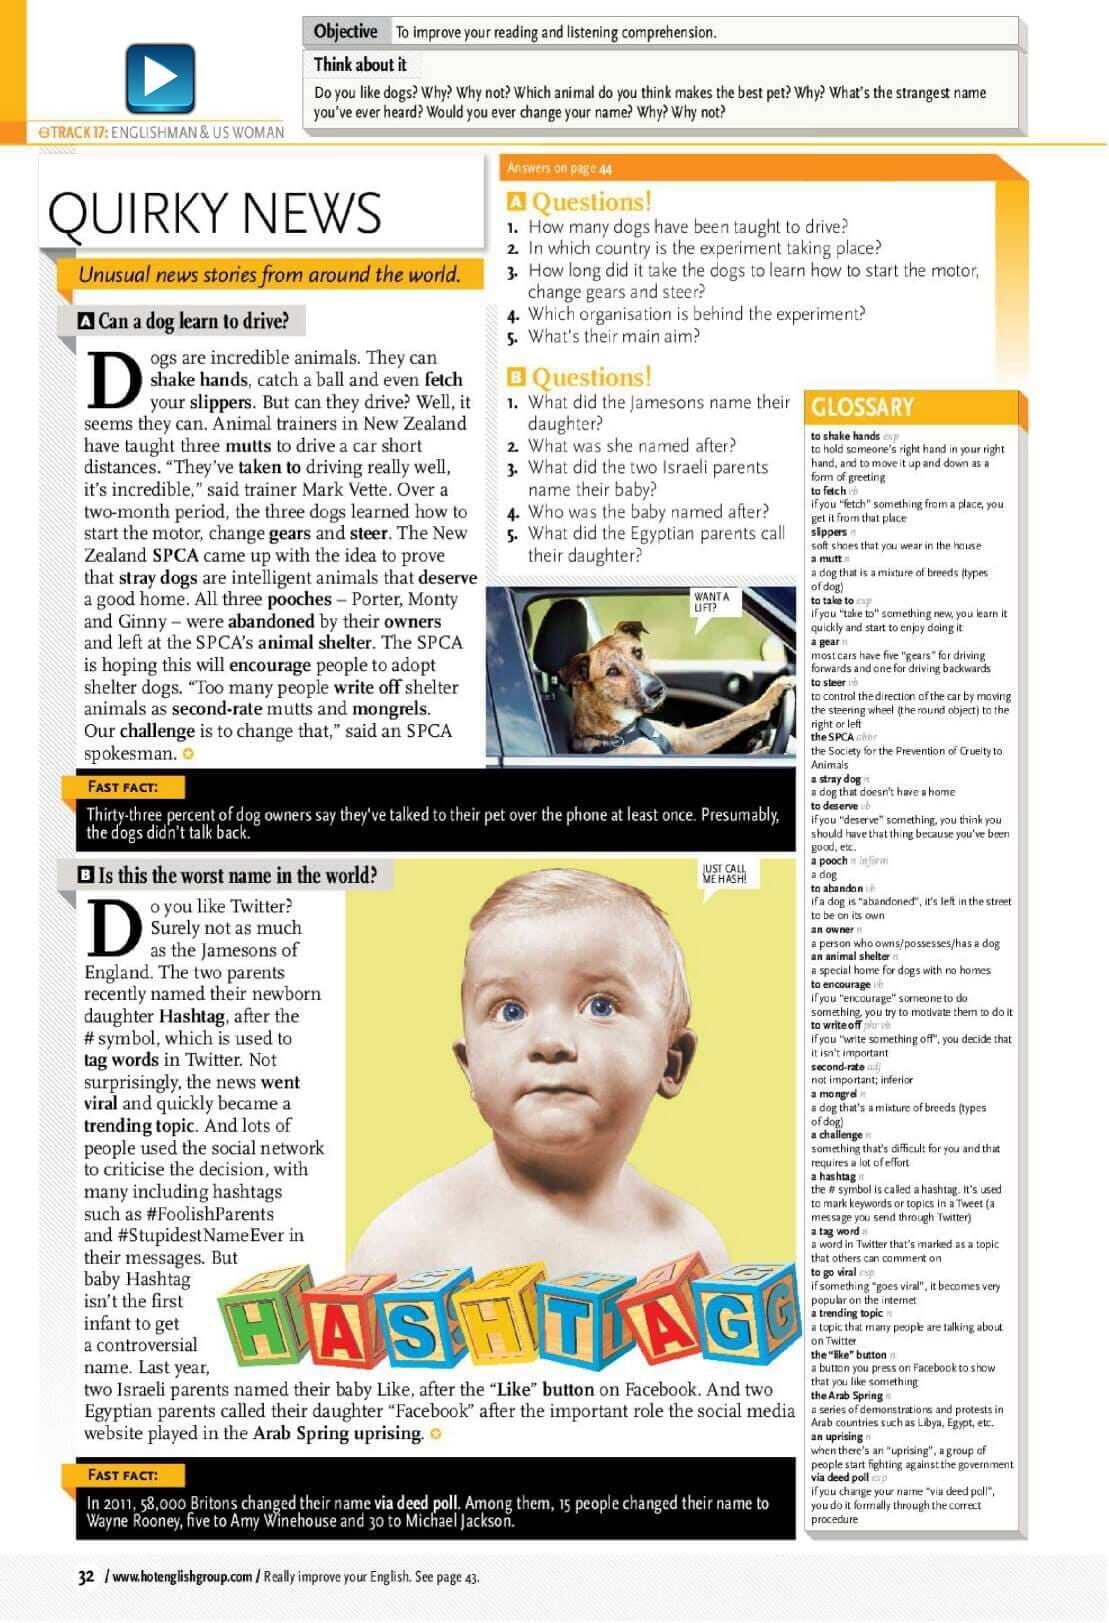 Objective To improve your reading and listening comprehension.
Think about it
Do you like dogs? Why? Why not? Which animal do you think makes the best pet? Why? What's the strangest name
you've ever heard? Would you ever change your name? Why? Why not?
TRACK 17: ENGLISHMAN & US WOMAN
QUIRKY NEWS
Unusual news stories from around the world.
A Can a dog learn to drive?
Dogs are incredible animals. They can
shake hands, catch a ball and even fetch
your slippers. But can they drive? Well, it
seems they can. Animal trainers in New Zealand
have taught three mutts to drive a car short
distances. “They've taken to driving really well,
it's incredible,” said trainer Mark Vette. Over a
two-month period, the three dogs learned how to
start the motor, change gears and steer. The New
Zealand SPCA came up with the idea to prove
that stray dogs are intelligent animals that deserve
a good home. All three pooches – Porter, Monty
and Ginny – were abandoned by their owners
and left at the SPCA's animal shelter. The SPCA
is hoping this will encourage people to adopt
shelter dogs. “Too many people write off shelter
animals as second-rate mutts and mongrels.
Our challenge is to change that,” said an SPCA
spokesman.
Answers on page 44
A Questions!
1. How many dogs have been taught to drive?
2. In which country is the experiment taking place?
3. How long did it take the dogs to learn how to start the motor,
change gears and steer?
4. Which organisation is behind the experiment?
5. What's their main aim?
B Questions!
1. What did the Jamesons name their
daughter?
2. What was she named after?
3. What did the two Israeli parents
name their baby?
4. Who was the baby named after?
5. What did the Egyptian parents call
their daughter?
WANT A
LIFT?
FAST FACT:
Thirty-three percent of dog owners say they've talked to their pet over the phone at least once. Presumably,
the dogs didn't talk back.
B Is this the worst name in the world?
Do you like Twitter?
Surely not as much
as the Jamesons of
England. The two parents
recently named their newborn
daughter Hashtag, after the
# symbol, which is used to
tag words in Twitter. Not
surprisingly, the news went
viral and quickly became a
trending topic. And lots of
people used the social network
to criticise the decision, with
many including hashtags
such as #FoolishParents
and #StupidestNameEver in
their messages. But
baby Hashtag
isn't the first
infant to get
a controversial
name. Last year,
two Israeli parents named their baby Like, after the “Like” button on Facebook. And two
Egyptian parents called their daughter “Facebook” after the important role the social media
website played in the Arab Spring uprising.
JUST CALL
ME HASH!
HASHTAG
FAST FACT:
In 2011, 58,000 Britons changed their name via deed poll. Among them, 15 people changed their name to
Wayne Rooney, five to Amy Winehouse and 30 to Michael Jackson.
GLOSSARY
to shake hands exp
to hold someone's right hand in your right
hand, and to move it up and down as a
form of greeting
to fetch vb
if you “fetch” something from a place, you
get it from that place
slippers n
soft shoes that you wear in the house
a mutt n
a dog that is a mixture of breeds (types
of dog)
to take to exp
if you “take to” something new, you learn it
quickly and start to enjoy doing it
a gear n
most cars have five “gears” for driving
forwards and one for driving backwards
to steer vb
to control the direction of the car by moving
the steering wheel (the round object) to the
right or left
the SPCA abbr
the Society for the Prevention of Cruelty to
Animals
a stray dog n
a dog that doesn't have a home
to deserve vb
if you “deserve” something, you think you
should have that thing because you've been
good, etc.
a pooch n inform
a dog
to abandon vb
if a dog is “abandoned”, it's left in the street
to be on its own
an owner n
a person who owns/possesses/has a dog
an animal shelter n
a special home for dogs with no homes
to encourage vb
if you “encourage” someone to do
something, you try to motivate them to do it
to write off phr vb
if you “write something off”, you decide that
it isn't important
second-rate adj
not important; inferior
a mongrel n
a dog that's a mixture of breeds (types
of dog)
a challenge n
something that's difficult for you and that
requires a lot of effort
a hashtag n
the # symbol is called a hashtag. It's used
to mark keywords or topics in a Tweet (a
message you send through Twitter)
a tag word n
a word in Twitter that's marked as a topic
that others can comment on
to go viral exp
if something “goes viral”, it becomes very
popular on the internet
a trending topic n
a topic that many people are talking about
on Twitter
the “like” button n
a button you press on Facebook to show
that you like something
the Arab Spring n
a series of demonstrations and protests in
Arab countries such as Libya, Egypt, etc.
an uprising n
when there's an “uprising”, a group of
people start fighting against the government
via deed poll exp
if you change your name “via deed poll”,
you do it formally through the correct
procedure
32 / www.hotenglishgroup.com / Really improve your English. See page 43.